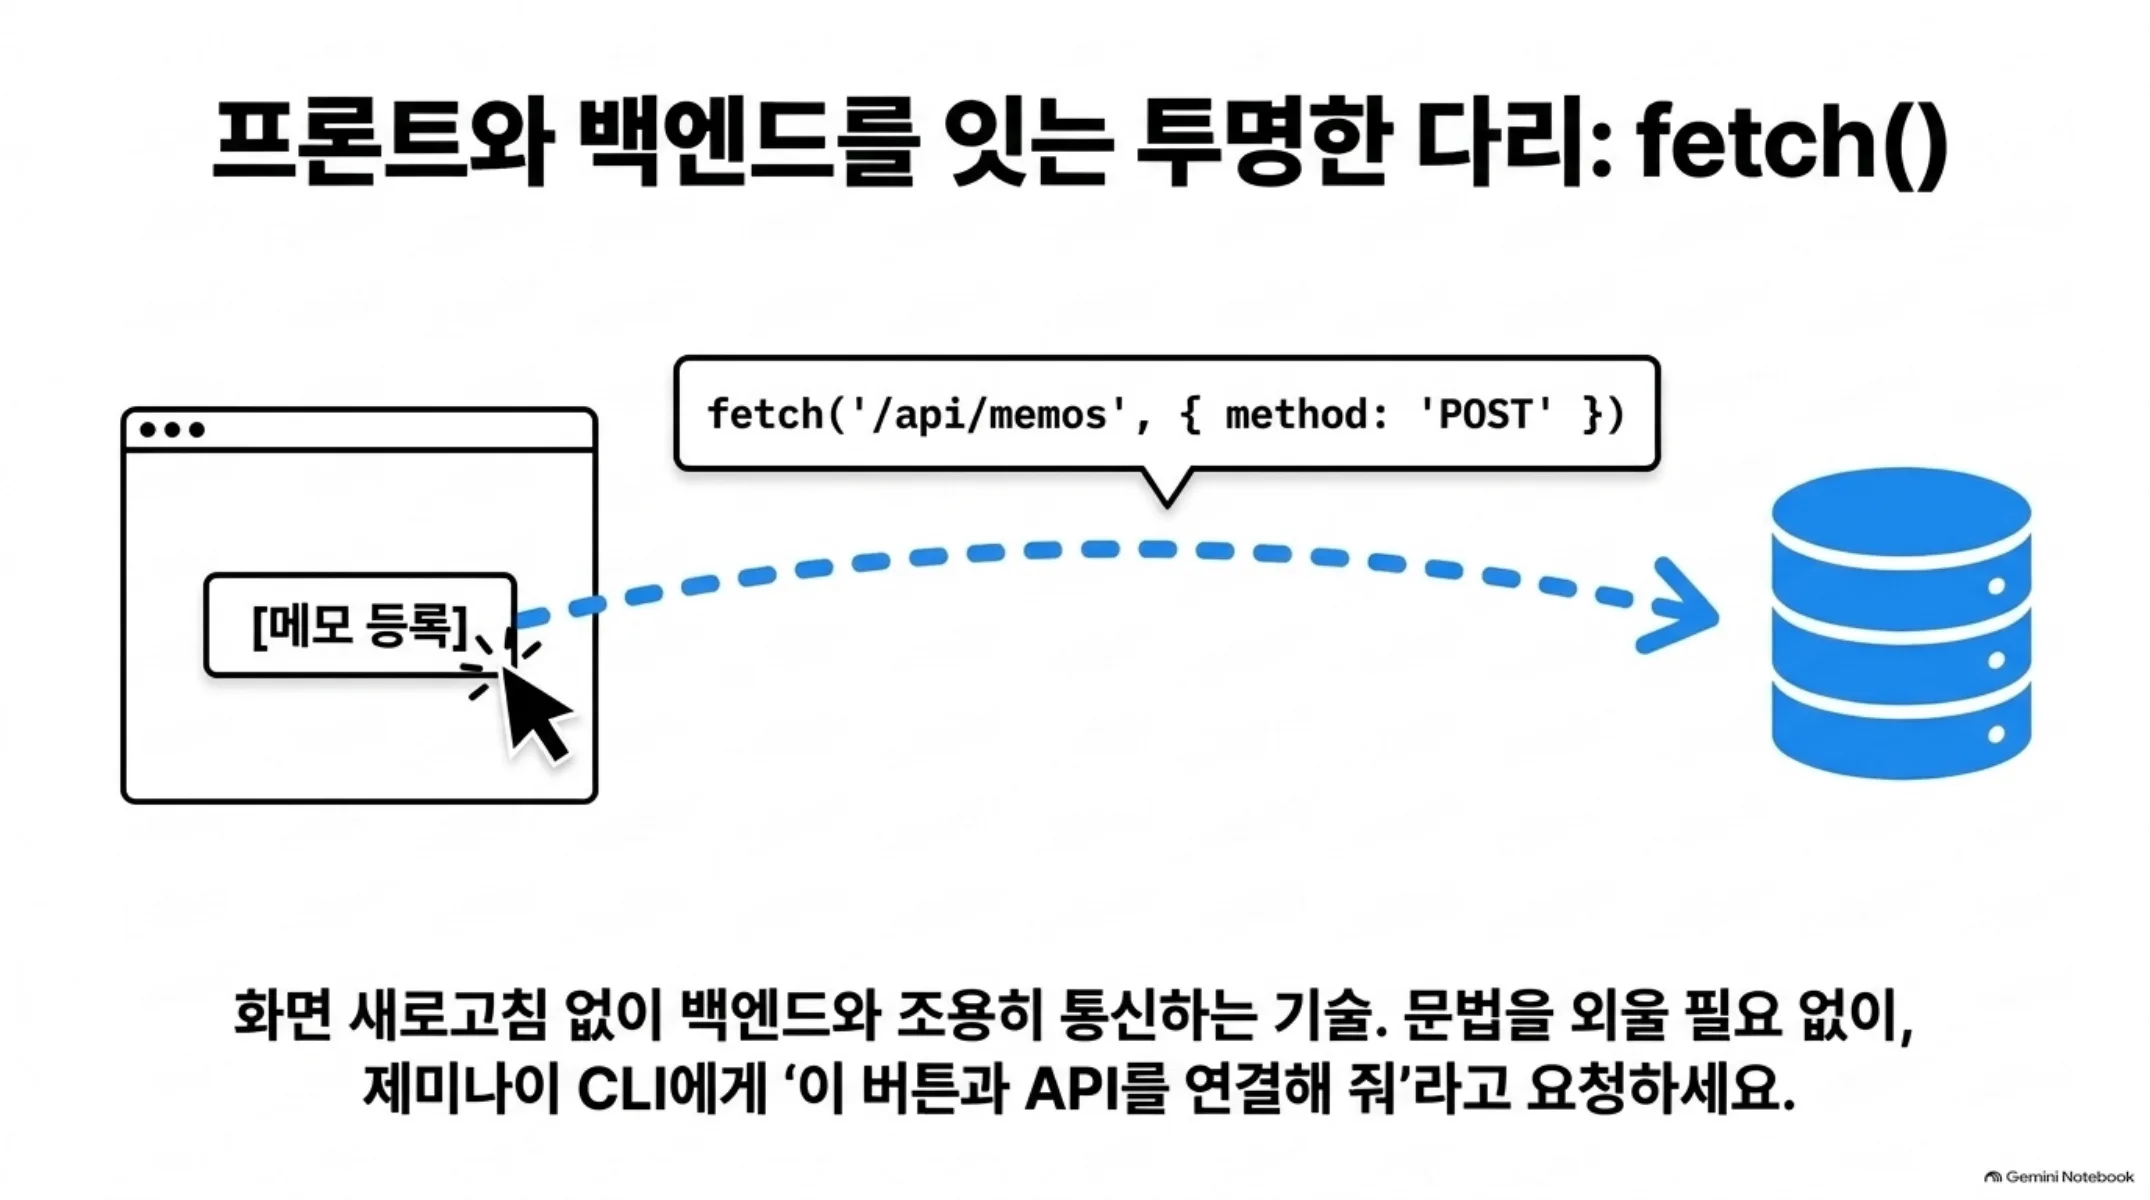 프론트와 백엔드를 잇는 투명한 다리: fetch()
fetch('/api/memos', { method: 'POST' })
[메모 등록]
화면 새로고침 없이 백엔드와 조용히 통신하는 기술. 문법을 외울 필요 없이,
제미나이 CLI에게 ‘이 버튼과 API를 연결해 줘’라고 요청하세요.
Gemini Notebook